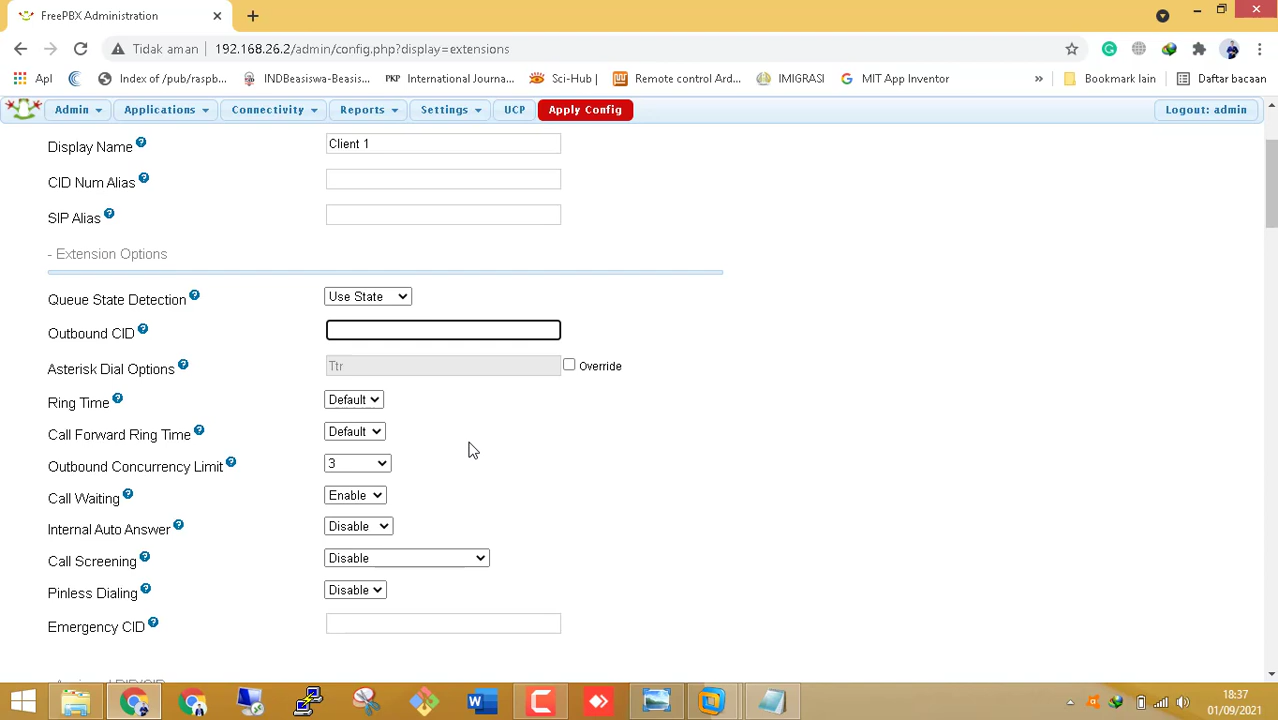 FreePBX Administration
Tidak aman 192.168.26.2/admin/config.php?display=extensions
Apl Index of /pub/raspb... INDBeasiswa-Beasis... PKP International Journa... Sci-Hub | Remote control Ard... IMIGRASI MIT App Inventor » Bookmark lain Daftar bacaan
Admin Applications Connectivity Reports Settings UCP Apply Config Logout: admin
Display Name Client 1
CID Num Alias
SIP Alias
- Extension Options
Queue State Detection Use State
Outbound CID
Asterisk Dial Options Ttr Override
Ring Time Default
Call Forward Ring Time Default
Outbound Concurrency Limit 3
Call Waiting Enable
Internal Auto Answer Disable
Call Screening Disable
Pinless Dialing Disable
Emergency CID
18:37
01/09/2021